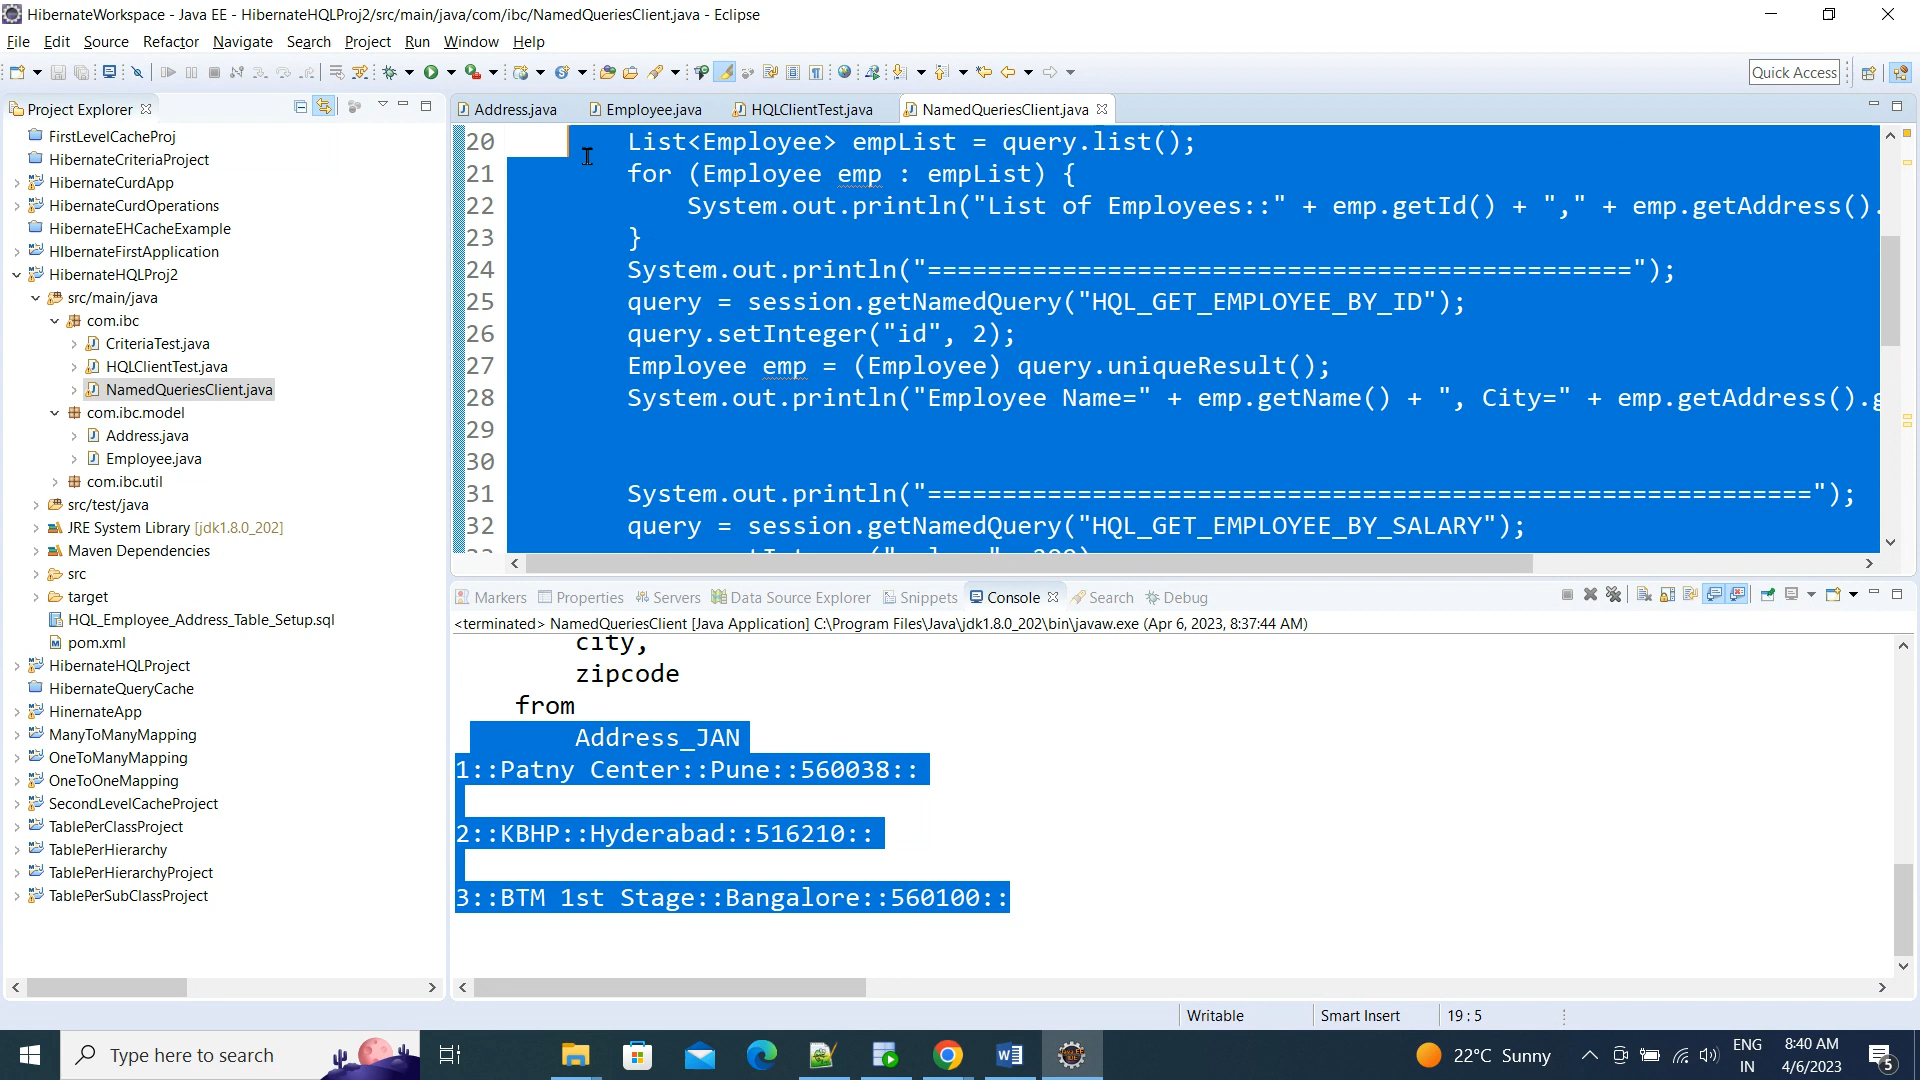 HibernateWorkspace - Java EE - HibernateHQLProj2/src/main/java/com/ibc/NamedQueriesClient.java - Eclipse
File Edit Source Refactor Navigate Search Project Run Window Help
Quick Access
Project Explorer
FirstLevelCacheProj
HibernateCriteriaProject
HibernateCurdApp
HibernateCurdOperations
HibernateEHCacheExample
HIbernateFirstApplication
HibernateHQLProj2
src/main/java
com.ibc
CriteriaTest.java
HQLClientTest.java
NamedQueriesClient.java
com.ibc.model
Address.java
Employee.java
com.ibc.util
src/test/java
JRE System Library [jdk1.8.0_202]
Maven Dependencies
src
target
HQL_Employee_Address_Table_Setup.sql
pom.xml
HibernateHQLProject
HibernateQueryCache
HinernateApp
ManyToManyMapping
OneToManyMapping
OneToOneMapping
SecondLevelCacheProject
TablePerClassProject
TablePerHierarchy
TablePerHierarchyProject
TablePerSubClassProject
Address.java Employee.java HQLClientTest.java NamedQueriesClient.java
20 List<Employee> empList = query.list();
21 for (Employee emp : empList) {
22 System.out.println("List of Employees::" + emp.getId() + "," + emp.getAddress().
23 }
24 System.out.println("===============================================");
25 query = session.getNamedQuery("HQL_GET_EMPLOYEE_BY_ID");
26 query.setInteger("id", 2);
27 Employee emp = (Employee) query.uniqueResult();
28 System.out.println("Employee Name=" + emp.getName() + ", City=" + emp.getAddress().g
29
30
31 System.out.println("===========================================================");
32 query = session.getNamedQuery("HQL_GET_EMPLOYEE_BY_SALARY");
Markers Properties Servers Data Source Explorer Snippets Console Search Debug
<terminated> NamedQueriesClient [Java Application] C:\Program Files\Java\jdk1.8.0_202\bin\javaw.exe (Apr 6, 2023, 8:37:44 AM)
city,
zipcode
from
Address_JAN
1::Patny Center::Pune::560038::
2::KBHP::Hyderabad::516210::
3::BTM 1st Stage::Bangalore::560100::
Writable Smart Insert 19 : 5
Type here to search
22°C Sunny
ENG
IN
8:40 AM
4/6/2023
5